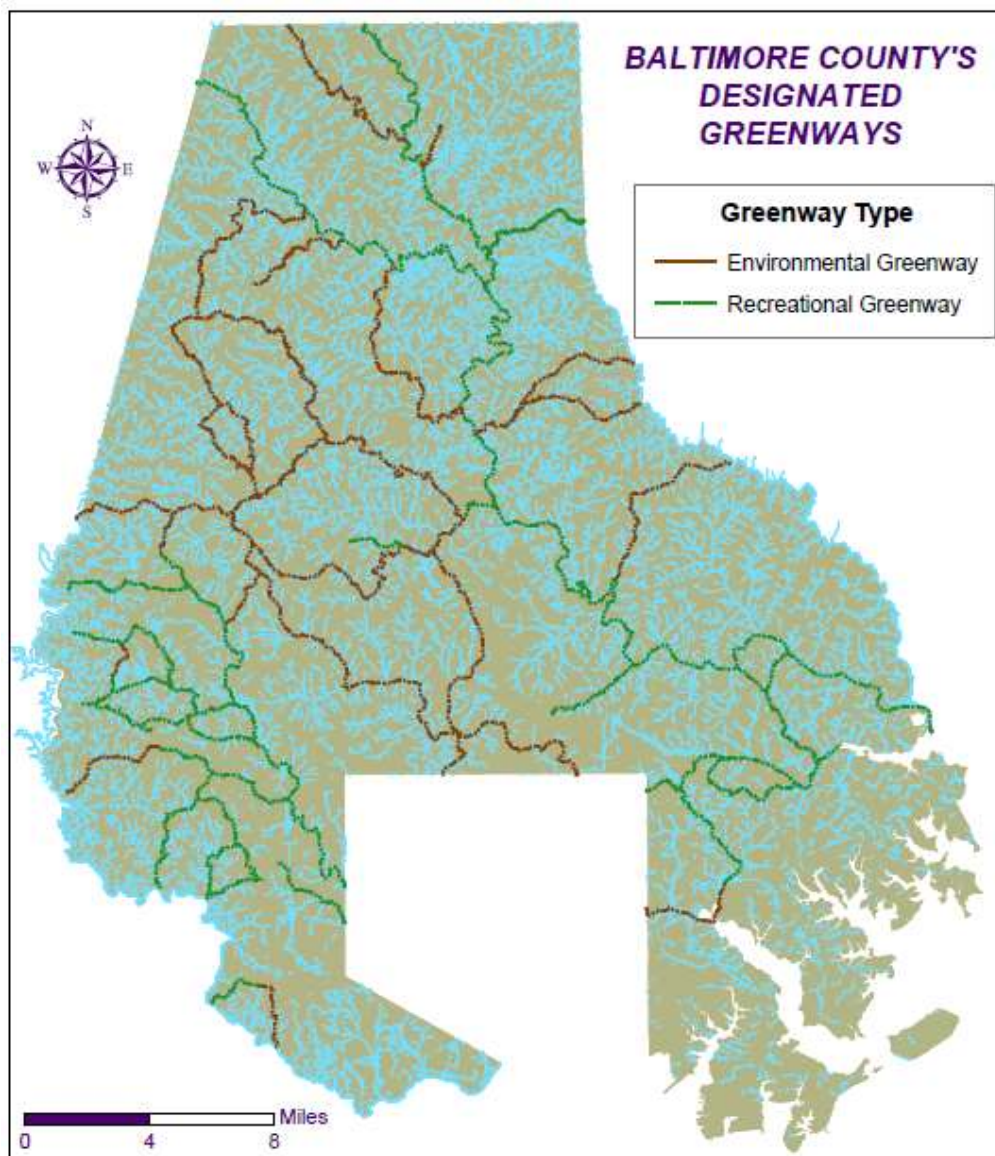 BALTIMORE COUNTY'S
DESIGNATED
GREENWAYS
N
W E
S
Greenway Type
Environmental Greenway
Recreational Greenway
Miles
0 4 8